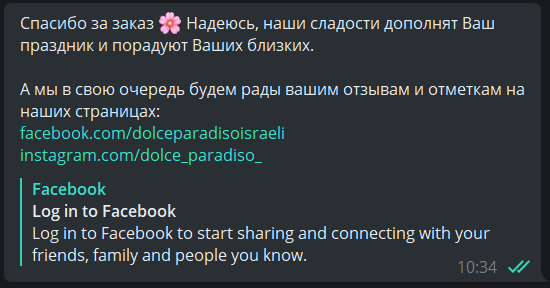 Спасибо за заказ 🌸 Надеюсь, наши сладости дополнят Ваш
праздник и порадуют Ваших близких.
А мы в свою очередь будем рады вашим отзывам и отметкам на
наших страницах:
facebook.com/dolceparadisoisraeli
instagram.com/dolce_paradiso_
Facebook
Log in to Facebook
Log in to Facebook to start sharing and connecting with your
friends, family and people you know.
10:34